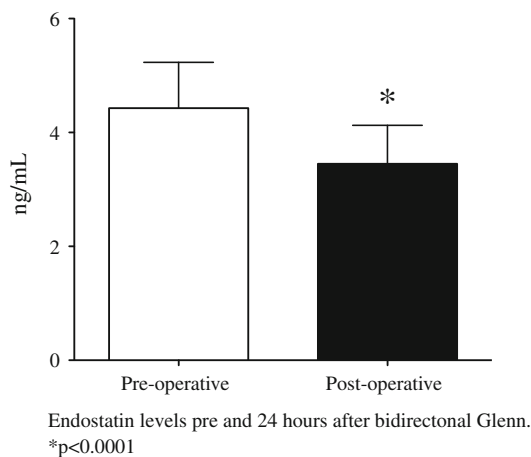 6
4
2
0
ng/mL
*
Pre-operative Post-operative
Endostatin levels pre and 24 hours after bidirectonal Glenn.
*p<0.0001